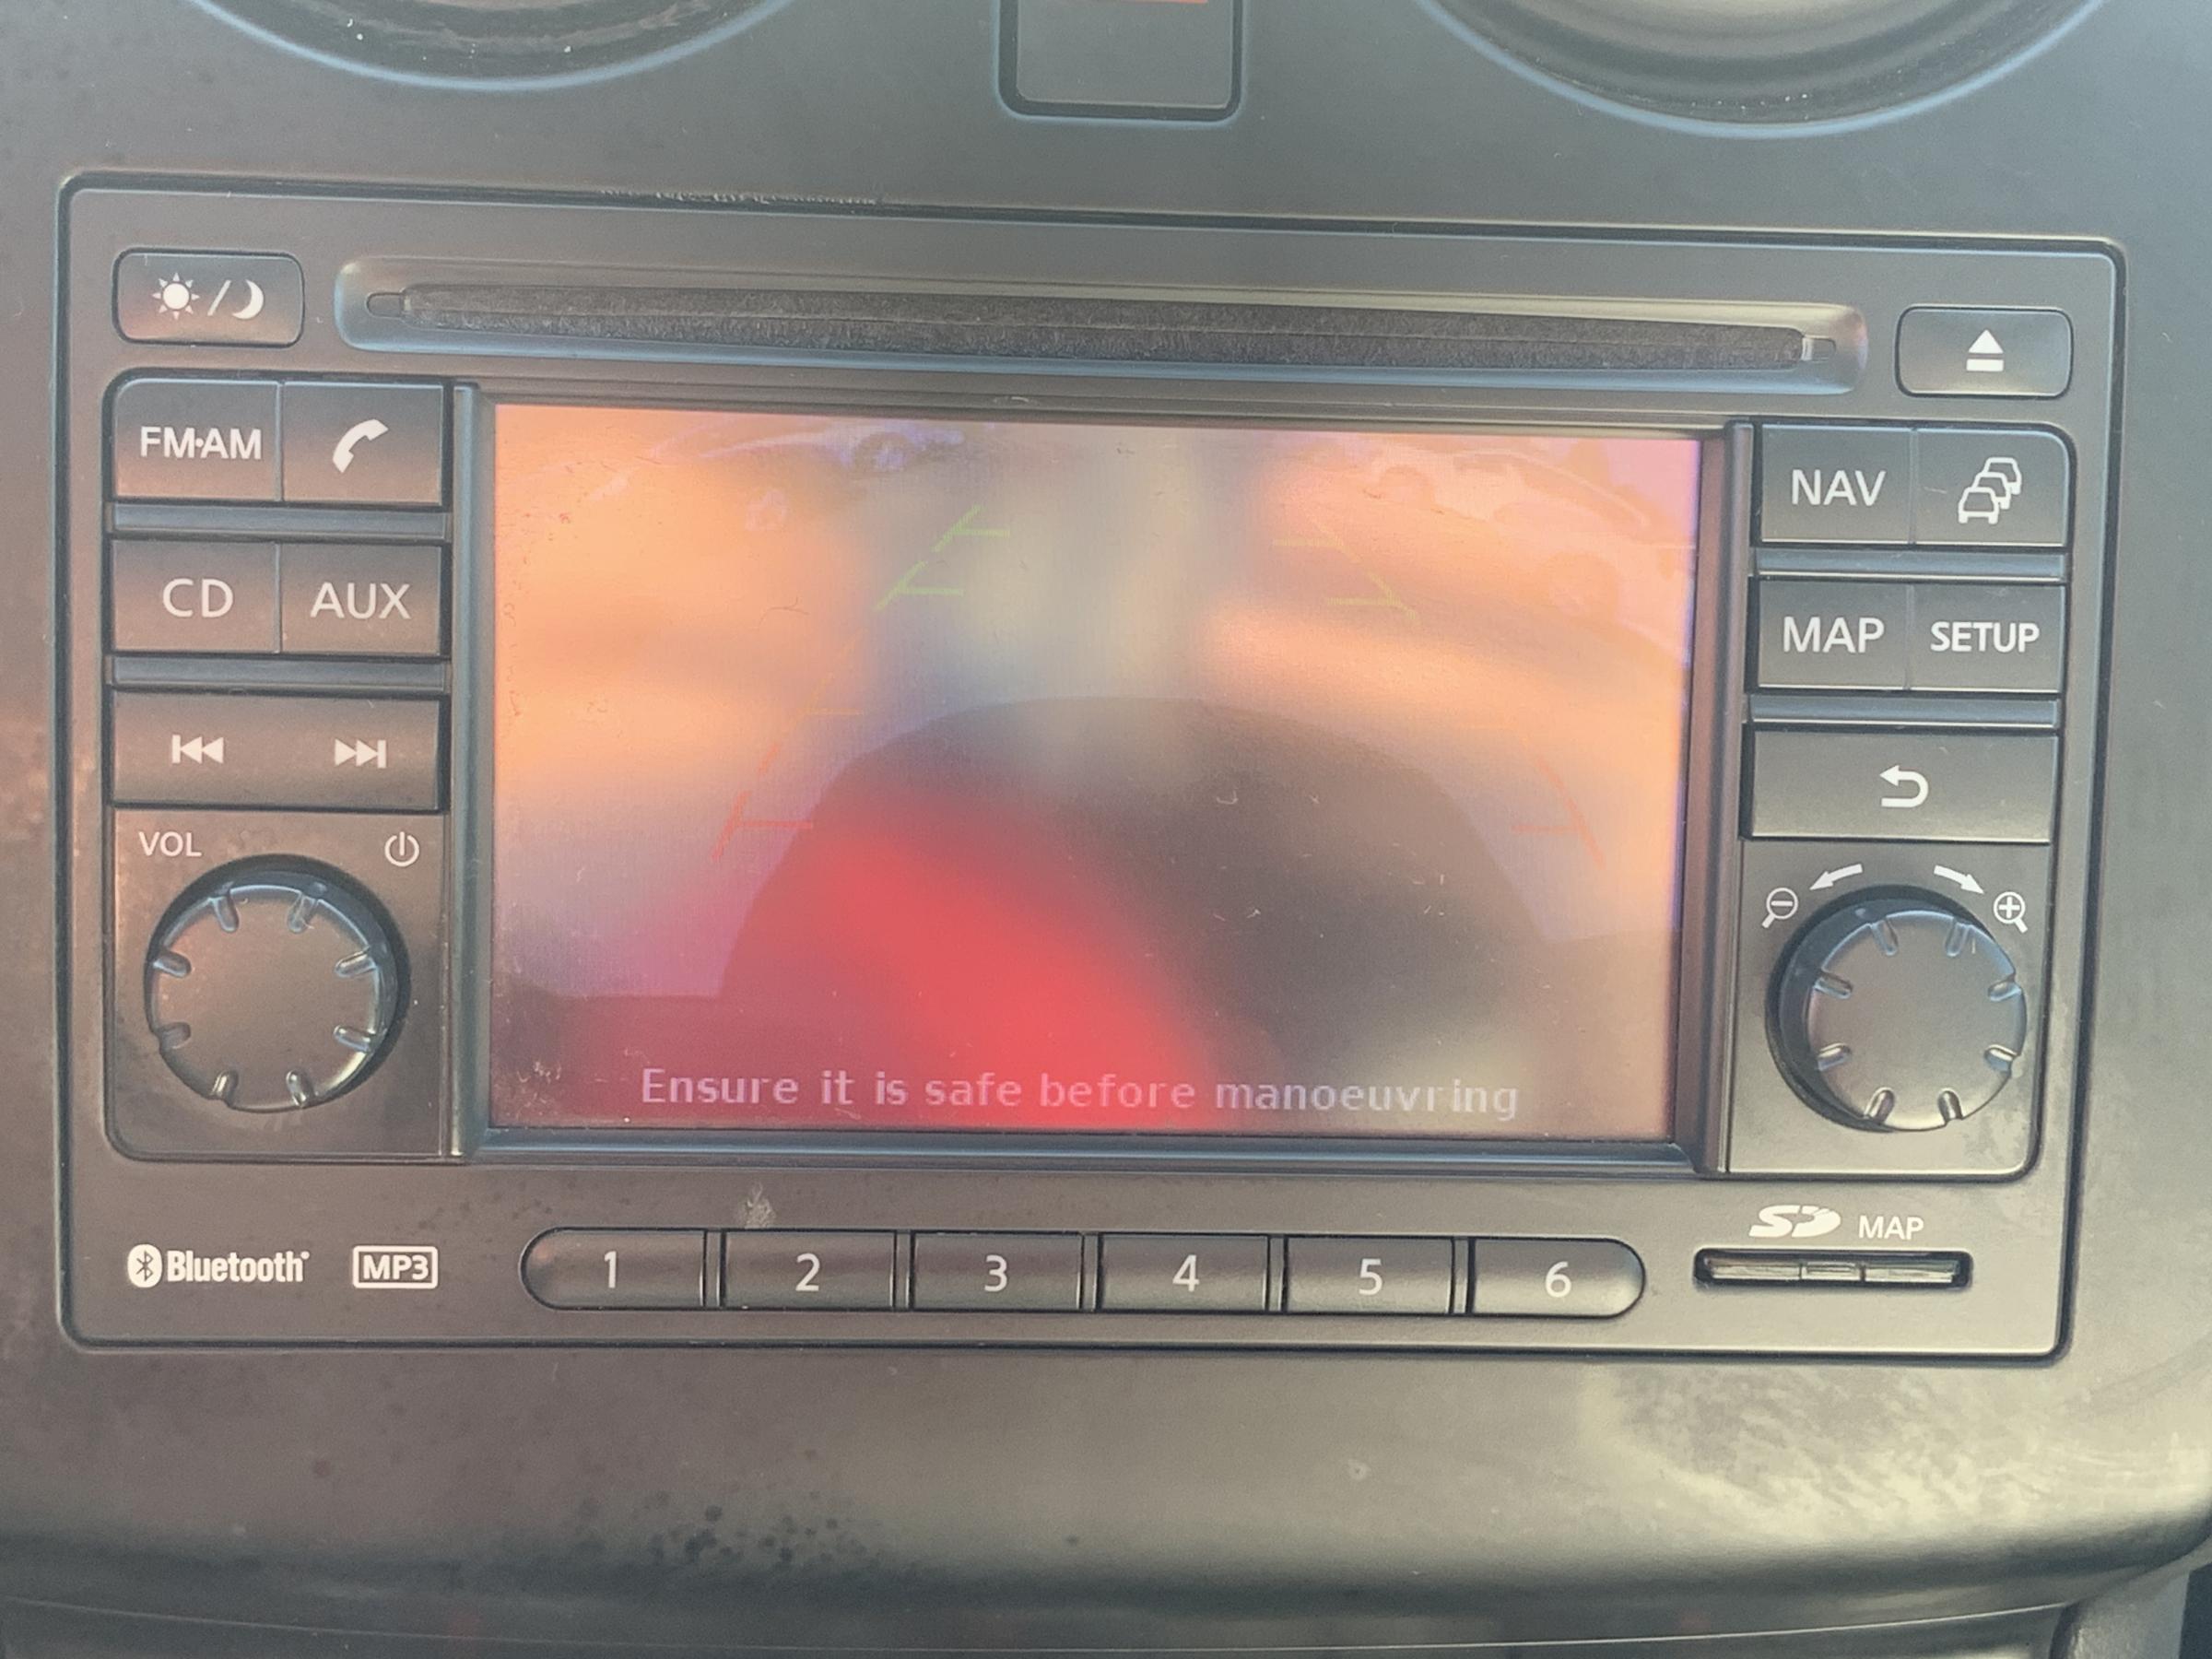 FM·AM
NAV
CD AUX
MAP SETUP
VOL
Ensure it is safe before manoeuvring
Bluetooth MP3
1 2 3 4 5 6
SD MAP